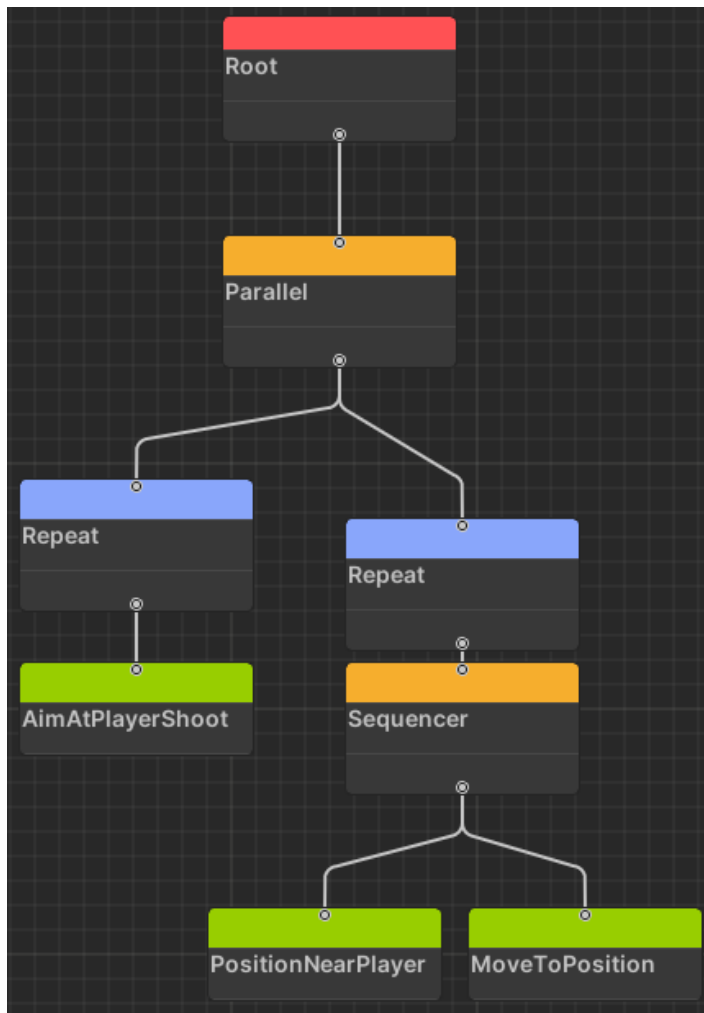 Root
Parallel
Repeat
Repeat
AimAtPlayerShoot
Sequencer
PositionNearPlayer
MoveToPosition